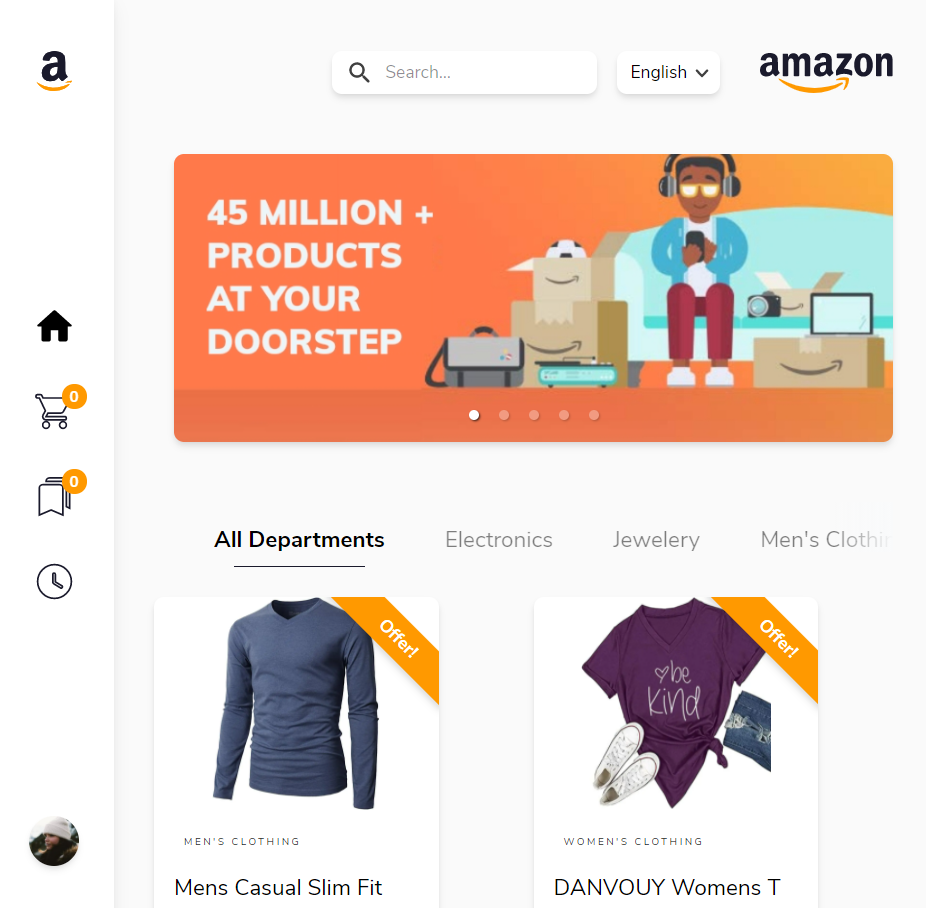 a
Search...
English
amazon
45 MILLION +
PRODUCTS
AT YOUR
DOORSTEP
0
0
All Departments
Electronics
Jewelery
Men's Clothin
Offer!
be
kind
Offer!
MEN'S CLOTHING
WOMEN'S CLOTHING
Mens Casual Slim Fit
DANVOUY Womens T